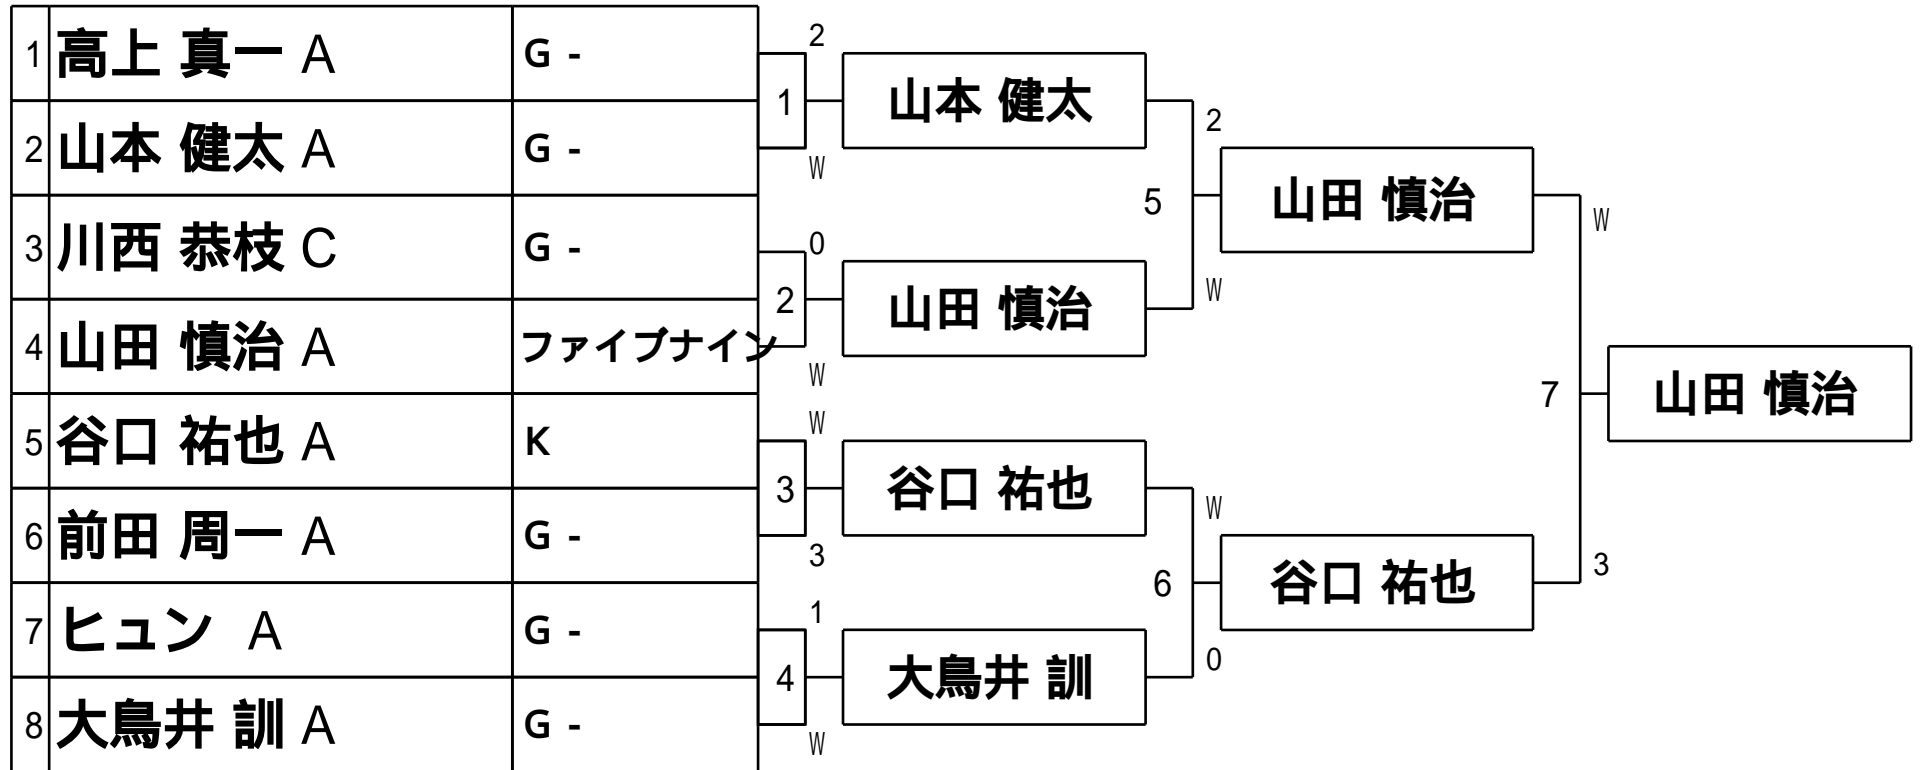 1 高上 真一 A G -
2 山本 健太 A G -
3 川西 恭枝 C G -
4 山田 慎治 A ファイブナイン
5 谷口 祐也 A K
6 前田 周一 A G -
7 ヒュン A G -
8 大鳥井 訓 A G -
2
1
W
0
2
W
W
3
3
1
4
W
山本 健太
山田 慎治
谷口 祐也
大鳥井 訓
2
5
W
W
6
0
山田 慎治
谷口 祐也
W
7
3
山田 慎治